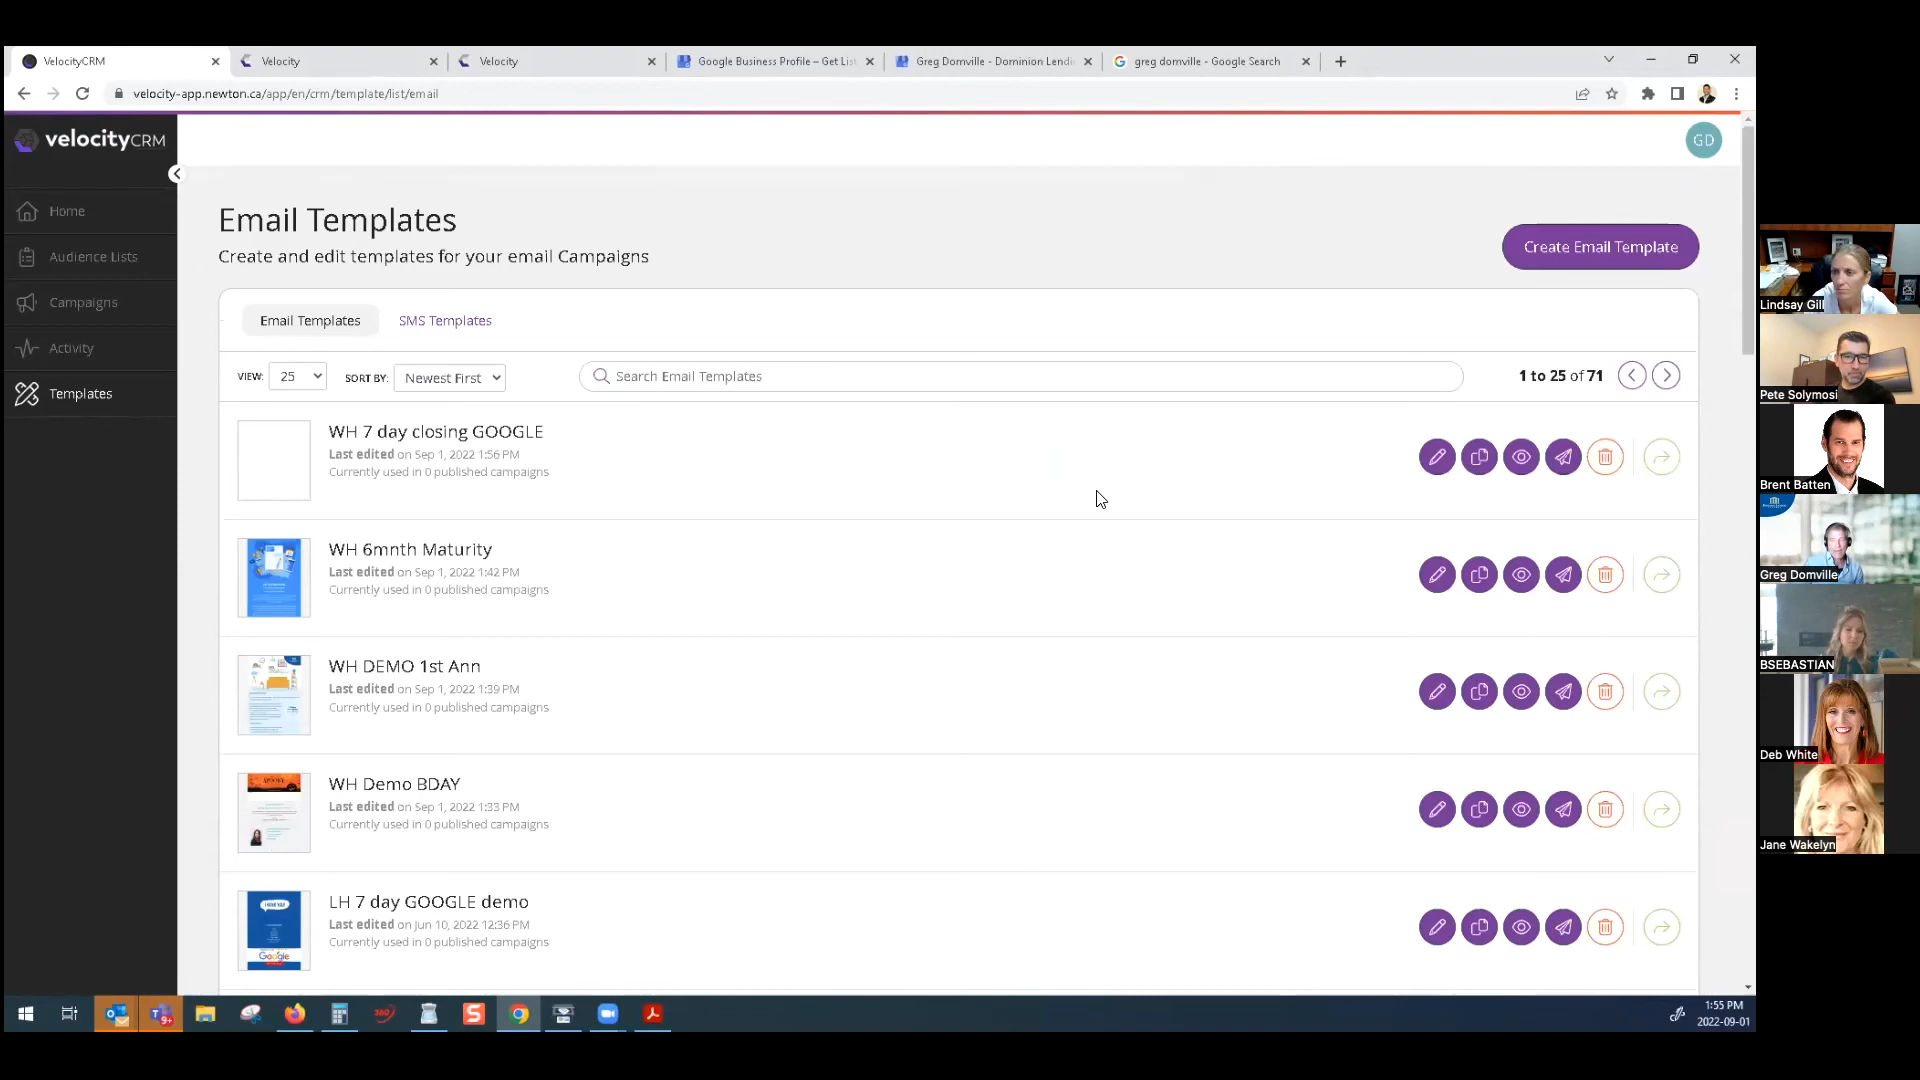 VelocityCRM
Velocity
Velocity
Google Business Profile – Get Lis
Greg Domville - Dominion Lendi
greg domville - Google Search
velocity-app.newton.ca/app/en/crm/template/list/email
velocityCRM
GD
Home
Audience Lists
Campaigns
Activity
Templates
Email Templates
Create and edit templates for your email Campaigns
Create Email Template
Email Templates
SMS Templates
VIEW: 25
SORT BY: Newest First
Search Email Templates
1 to 25 of 71
WH 7 day closing GOOGLE
Last edited on Sep 1, 2022 1:56 PM
Currently used in 0 published campaigns
WH 6mnth Maturity
Last edited on Sep 1, 2022 1:42 PM
Currently used in 0 published campaigns
WH DEMO 1st Ann
Last edited on Sep 1, 2022 1:39 PM
Currently used in 0 published campaigns
WH Demo BDAY
Last edited on Sep 1, 2022 1:33 PM
Currently used in 0 published campaigns
LH 7 day GOOGLE demo
Last edited on Jun 10, 2022 12:36 PM
Currently used in 0 published campaigns
Google
Lindsay Gill
Pete Solymosi
Brent Batten
Greg Domville
BSEBASTIAN
Deb White
Jane Wakelyn
9+
360
S
1:55 PM
2022-09-01